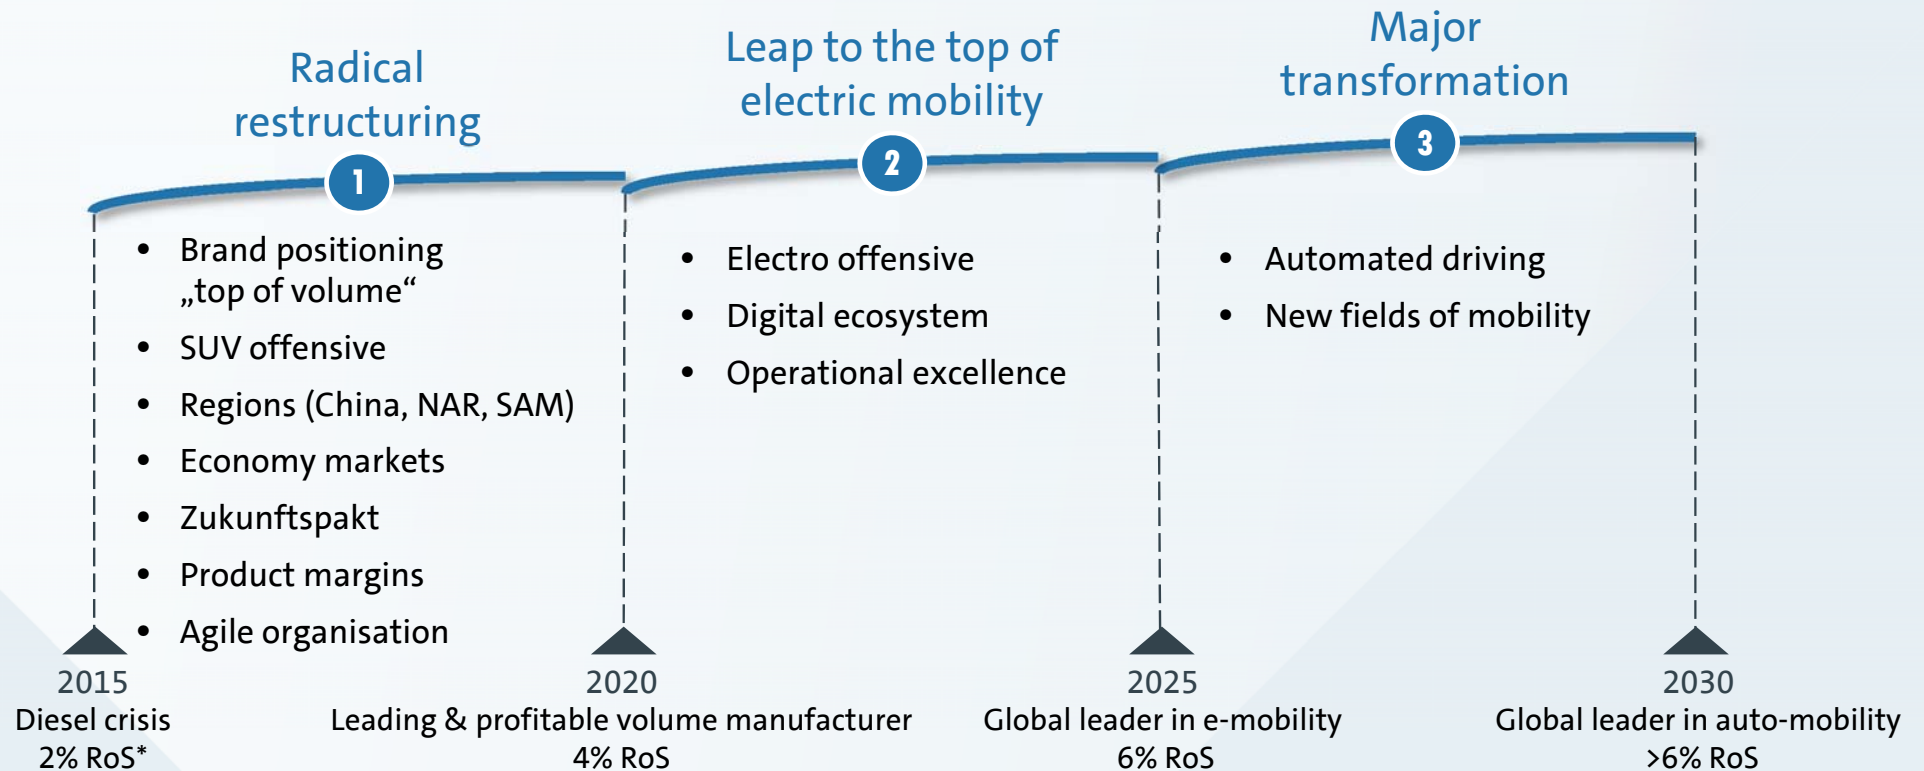 Radical
restructuring
1
Brand positioning
„top of volume“
SUV offensive
Regions (China, NAR, SAM)
Economy markets
Zukunftspakt
Product margins
Agile organisation
Leap to the top of
electric mobility
2
Electro offensive
Digital ecosystem
Operational excellence
Major
transformation
3
Automated driving
New fields of mobility
2015
Diesel crisis
2% RoS*
2020
Leading & profitable volume manufacturer
4% RoS
2025
Global leader in e-mobility
6% RoS
2030
Global leader in auto-mobility
>6% RoS